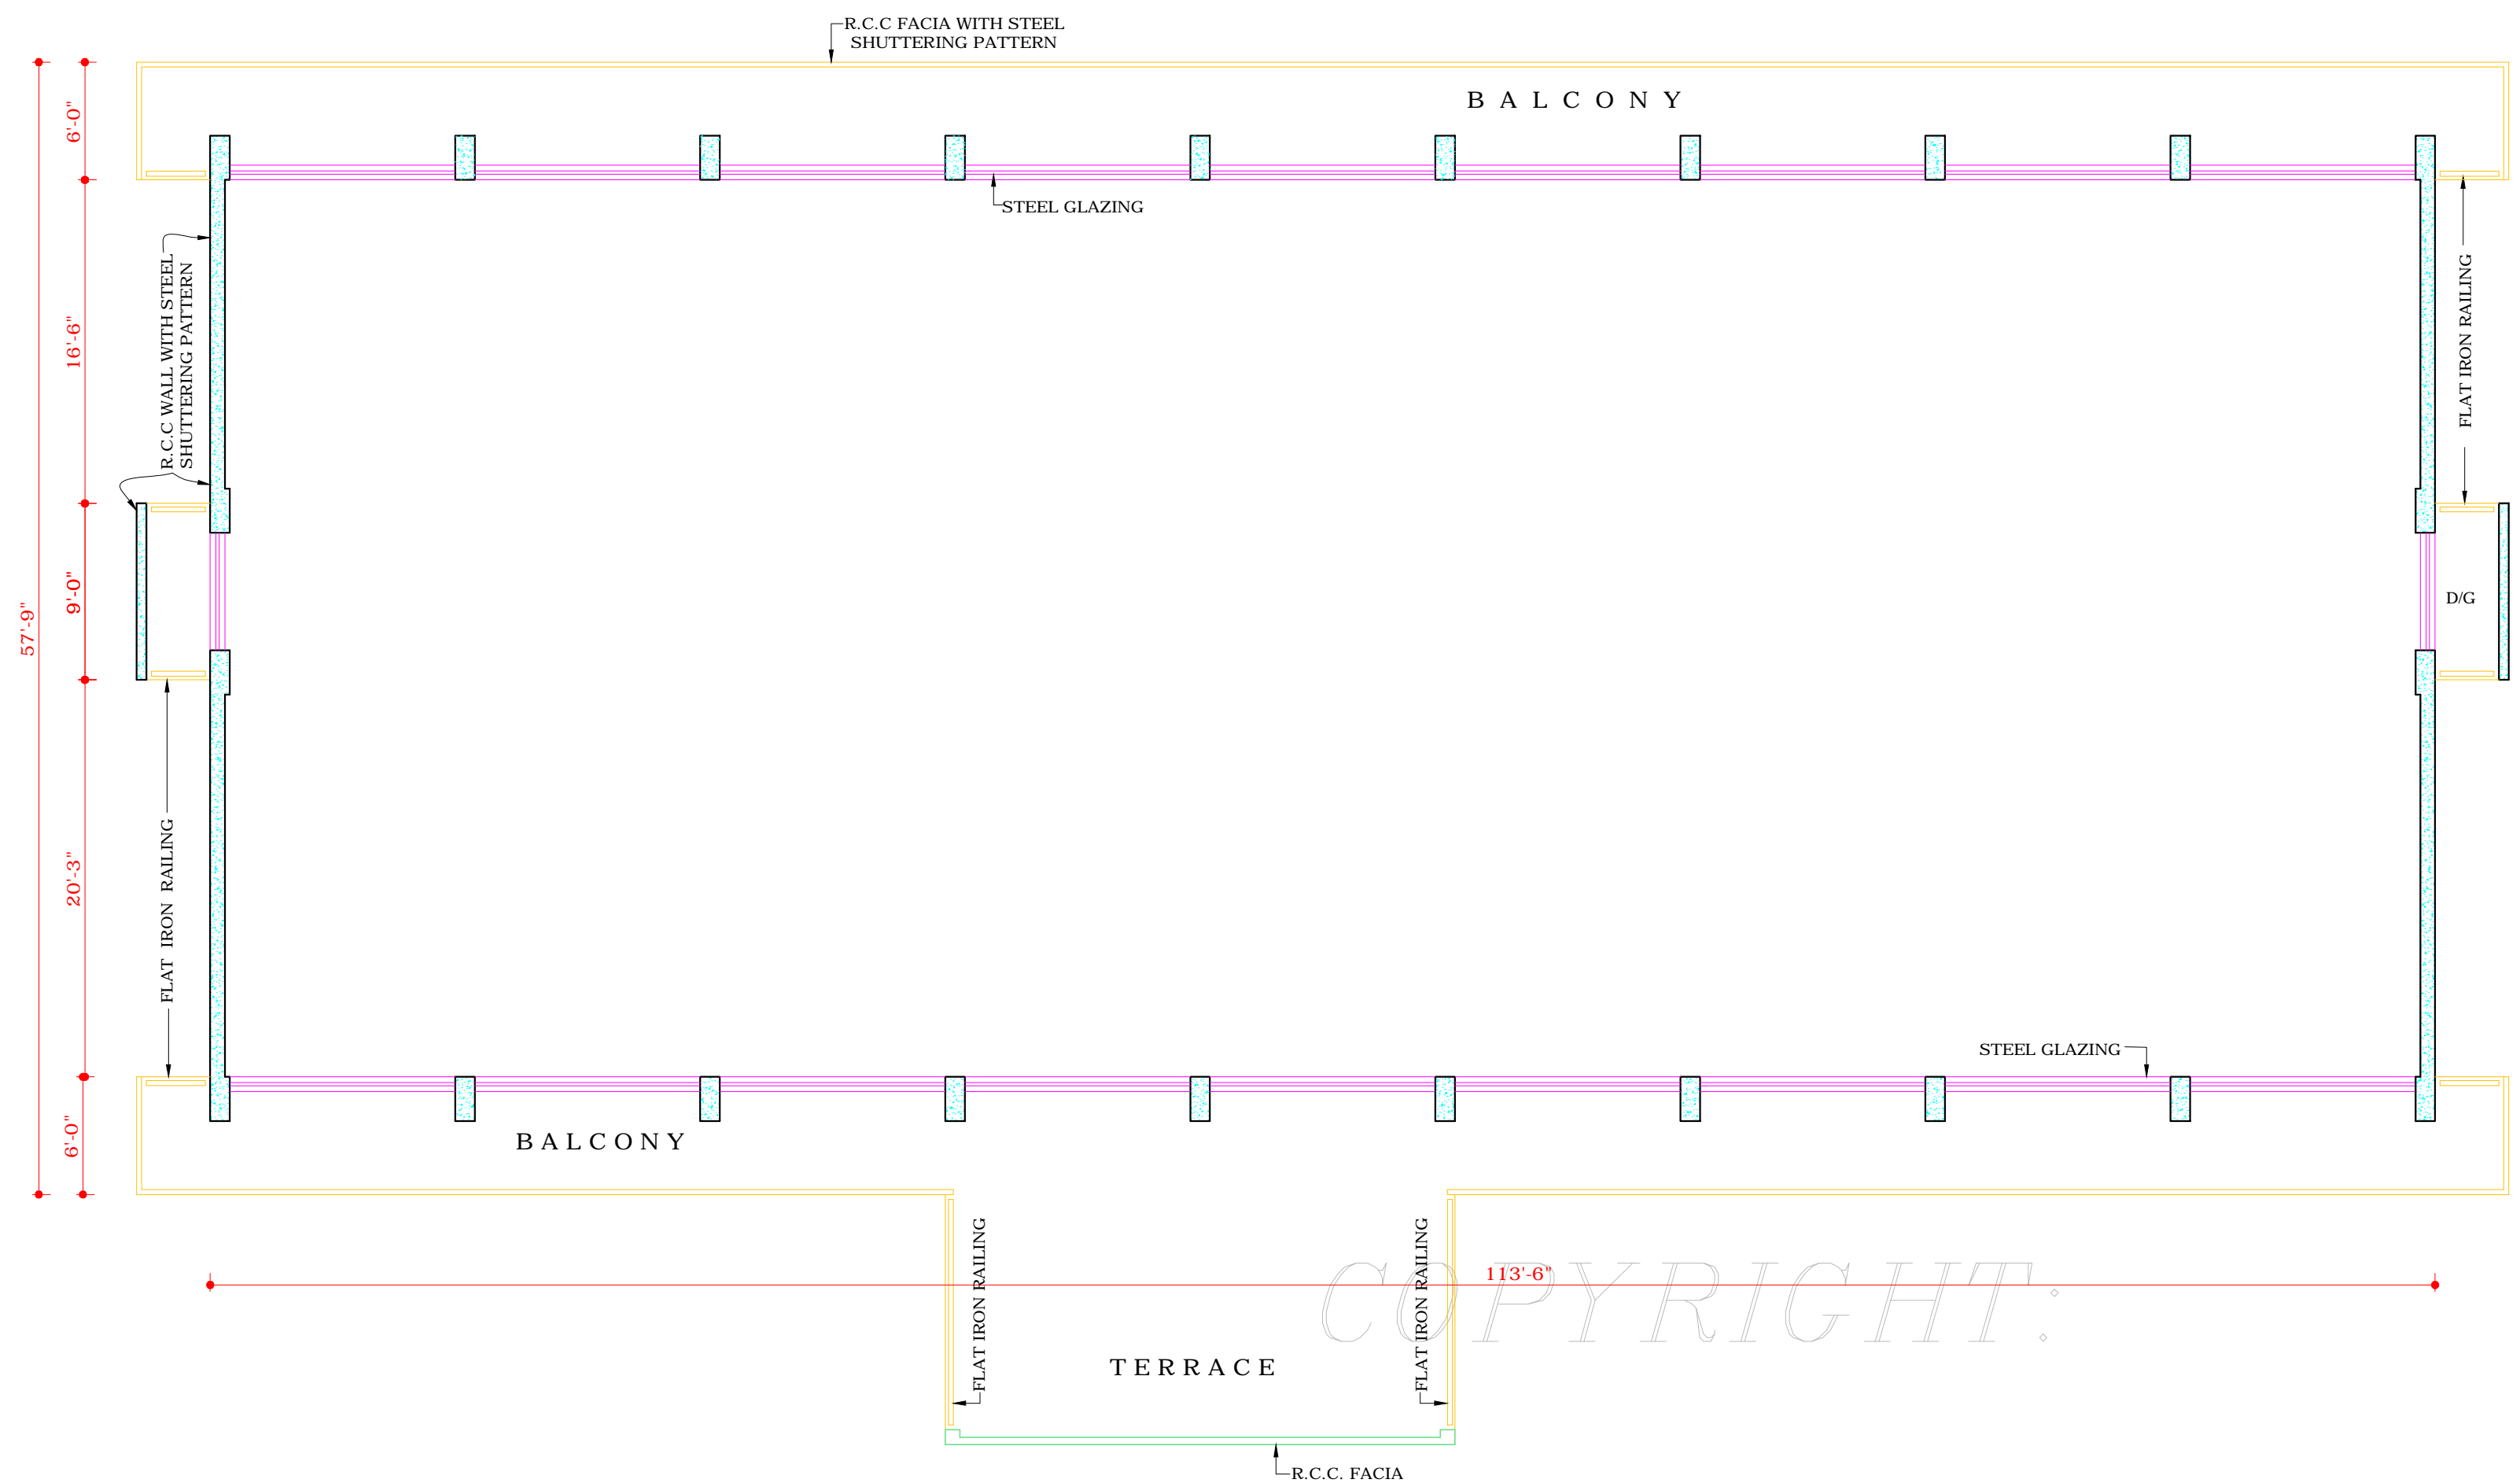 R.C.C FACIA WITH STEEL
SHUTTERING PATTERN
B A L C O N Y
6'-0"
STEEL GLAZING
R.C.C WALL WITH STEEL
SHUTTERING PATTERN
FLAT IRON RAILING
16'-6"
9'-0"
57'-9"
D/G
20'-3"
FLAT IRON RAILING
STEEL GLAZING
6'-0"
BALCONY
FLAT IRON RAILING
FLAT IRON RAILING
113'-6"
COPYRIGHT:
TERRACE
R.C.C. FACIA